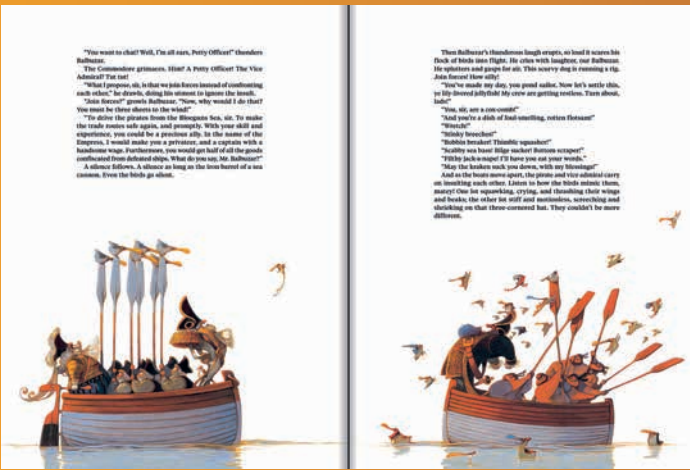 "You want to chat? Well, I'm all ears, Petty Officer!" thunders
Balbuzar.
The Commodore grimaces. Him? A Petty Officer? The Vice
Admiral? Tut tut!
"What I propose, sir, is that we join forces instead of confronting
each other," he drawls, doing his utmost to ignore the insult.
"Join forces?" growls Balbuzar. "Now, why would I do that?
You must be three sheets to the wind!"
"To drive the pirates from the Bloogans Sea, sir. To make
the trade routes safe again, and promptly. With your skill and
experience, you could be a precious ally. In the name of the
Empress, I would make you a privateer, and a captain with a
handsome wage. Furthermore, you would get half of all the goods
confiscated from defeated ships. What do you say, Mr. Balbuzar?"
A silence follows. A silence as long as the iron barrel of a sea
cannon. Even the birds go silent.
Then Balbuzar's thunderous laugh erupts, so loud it scares his
flock of birds into flight. He cries with laughter, our Balbuzar.
He splutters and gasps for air. This scurvy dog is running a rig.
Join forces! How silly!
"You've made my day, you pond sailor. Now let's settle this,
ye lily-livered jellyfish! My crew are getting restless. Turn about,
lads!"
"You, sir, are a cox-comb!"
"And you're a dish of foul-smelling, rotten flotsam!"
"Wretch!"
"Stinky breeches!"
"Bobbin breaker! Thimble squasher!"
"Scabby sea bass! Bilge sucker! Bottom scraper!"
"Filthy jack-a-nape! I'll have you eat your words."
"May the kraken suck you down, with my blessings!"
And as the boats move apart, the pirate and vice admiral carry
on insulting each other. Listen to how the birds mimic them,
matey! One lot squawking, crying, and thrashing their wings
and beaks; the other lot stiff and motionless, screeching and
shrieking on that three-cornered hat. They couldn't be more
different.